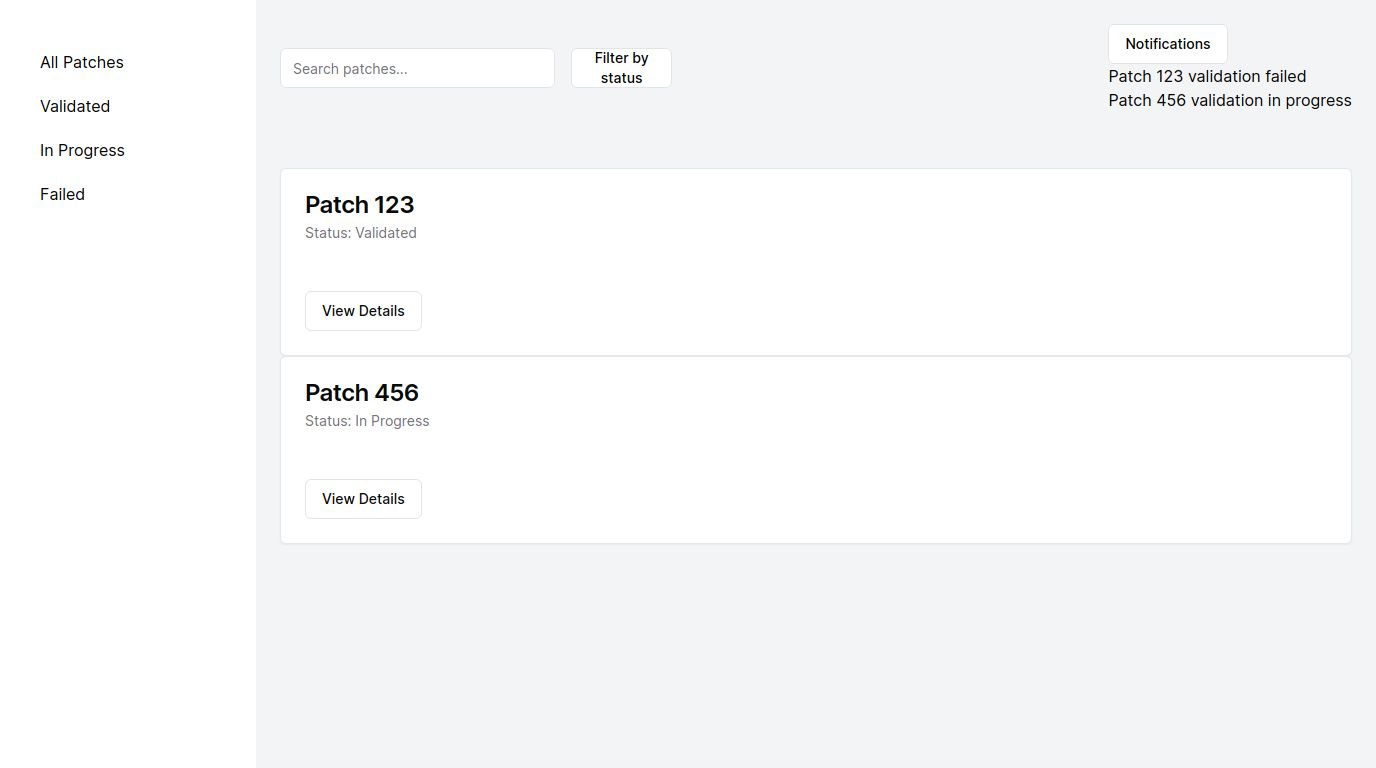 All Patches
Validated
In Progress
Failed
Search patches...
Filter by
status
Notifications
Patch 123 validation failed
Patch 456 validation in progress
Patch 123
Status: Validated
View Details
Patch 456
Status: In Progress
View Details